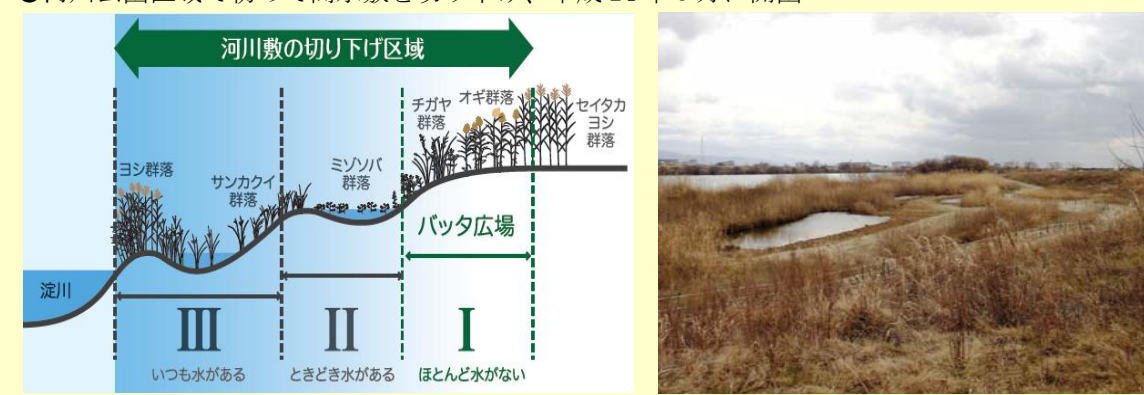 河川敷の切り下げ区域
チガヤ
群落
オギ群落
セイタカ
ヨシ
群落
ヨシ群落
サンカクイ
群落
ミゾソバ
群落
バッタ広場
淀川
III
II
I
いつも水がある
ときどき水がある
ほとんど水がない